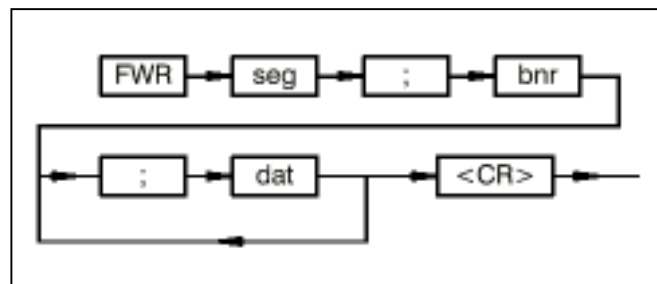 FWR seg ; bnr
; dat <CR>